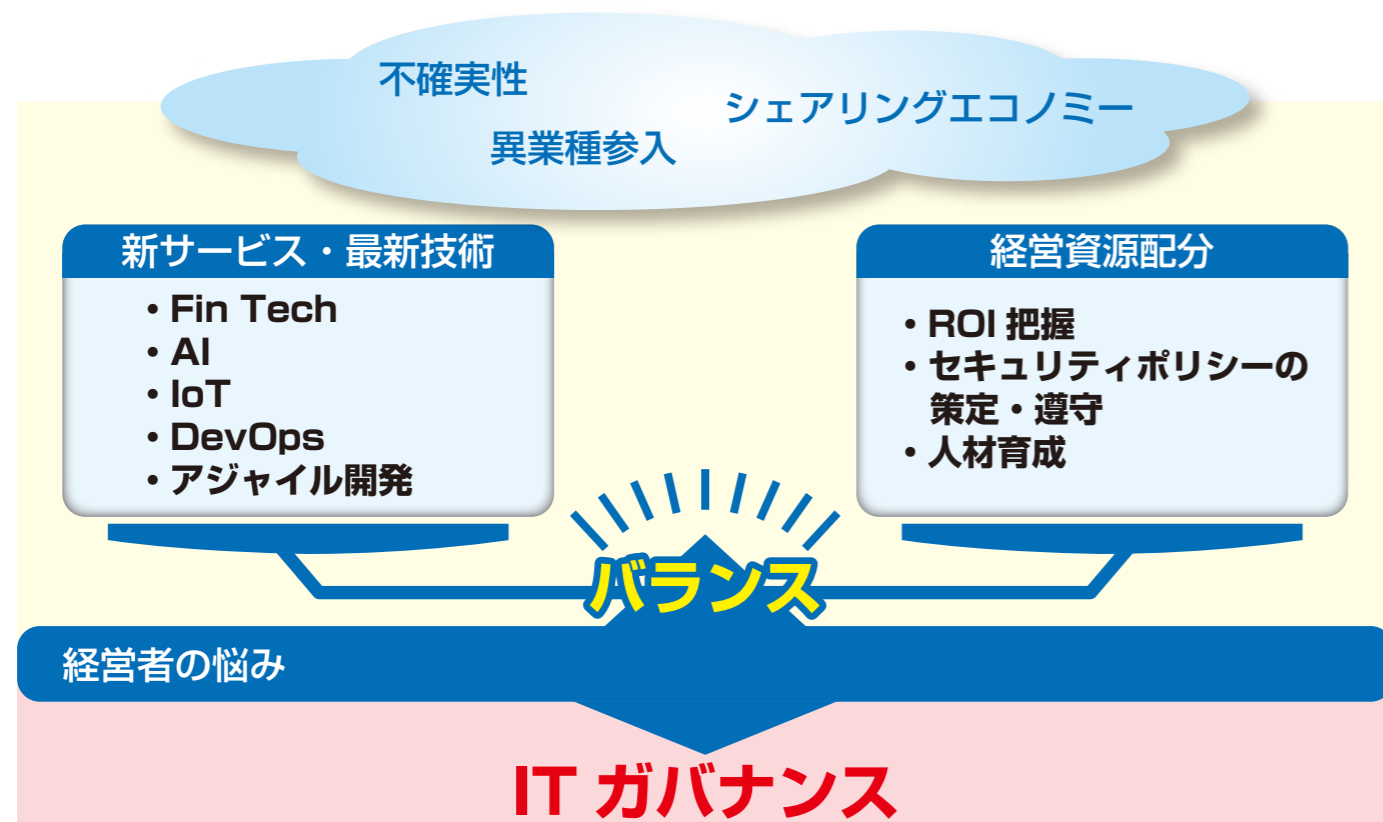 不確実性
シェアリングエコノミー
異業種参入
新サービス・最新技術
・Fin Tech
・AI
・IoT
・DevOps
・アジャイル開発
経営資源配分
・ROI 把握
・セキュリティポリシーの
策定・遵守
・人材育成
バランス
経営者の悩み
IT ガバナンス